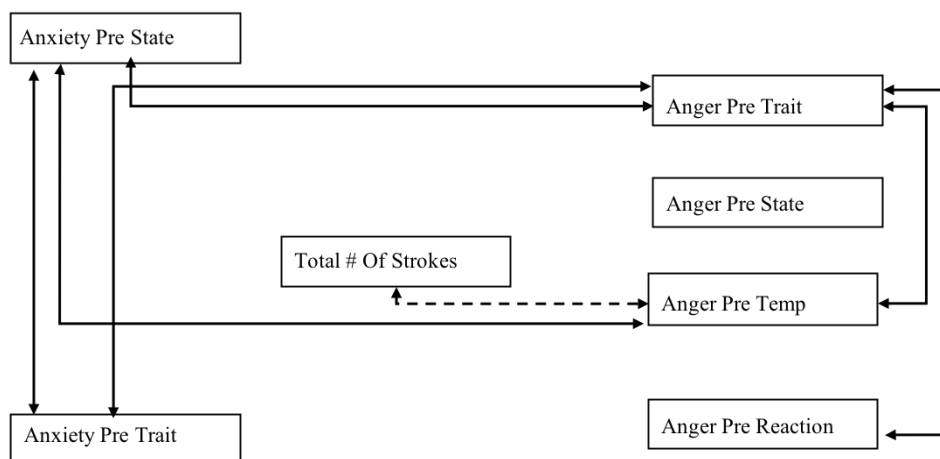 Anxiety Pre State
Anger Pre Trait
Anger Pre State
Total # Of Strokes
Anger Pre Temp
Anxiety Pre Trait
Anger Pre Reaction